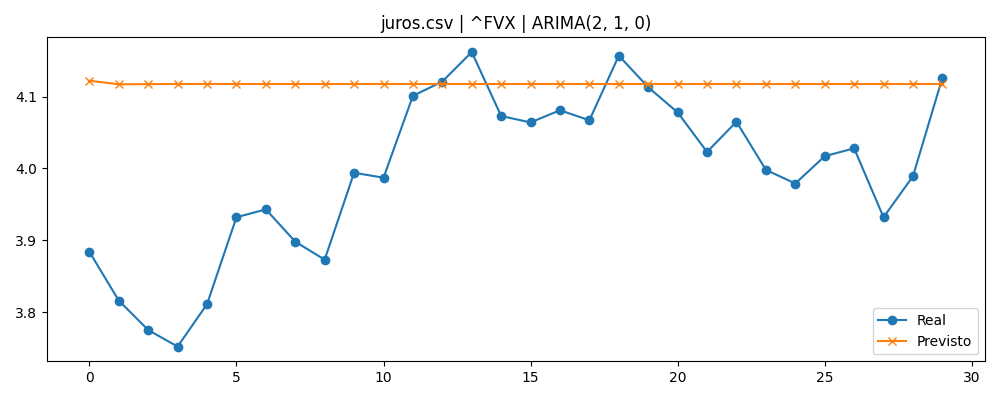 juros.csv | ^FVX | ARIMA(2, 1, 0)
4.1
4.0
3.9
3.8
0 5 10 15 20 25 30
Real
Previsto